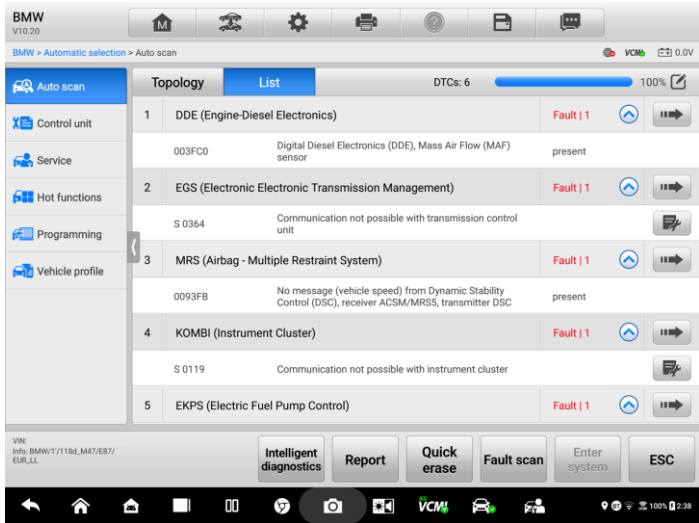 BMW
V10.20
M
?
BMW > Automatic selection > Auto scan
VCMI
0.0V
Auto scan
Control unit
Service
Hot functions
Programming
Vehicle profile
Topology
List
DTCs: 6
100%
1
DDE (Engine-Diesel Electronics)
Fault | 1
003FC0
Digital Diesel Electronics (DDE), Mass Air Flow (MAF)
sensor
present
2
EGS (Electronic Electronic Transmission Management)
Fault | 1
S 0364
Communication not possible with transmission control
unit
3
MRS (Airbag - Multiple Restraint System)
Fault | 1
0093FB
No message (vehicle speed) from Dynamic Stability
Control (DSC), receiver ACSM/MRS5, transmitter DSC
present
4
KOMBI (Instrument Cluster)
Fault | 1
S 0119
Communication not possible with instrument cluster
5
EKPS (Electric Fuel Pump Control)
Fault | 1
VIN:
Info: BMW/1'/118d_M47/E87/
EUR_LL
Intelligent
diagnostics
Report
Quick
erase
Fault scan
Enter
system
ESC
VCMI
100%
2:38